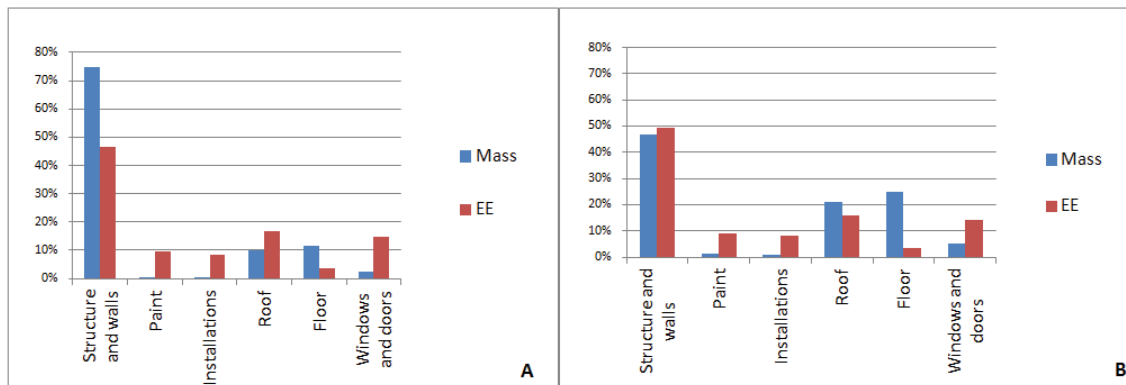 80%
70%
60%
50%
40%
30%
20%
10%
0%
Structure
and walls
Paint
Installations
Roof
Floor
Windows
and doors
Mass
EE
A
80%
70%
60%
50%
40%
30%
20%
10%
0%
Structure and
walls
Paint
Installations
Roof
Floor
Windows and
doors
Mass
EE
B